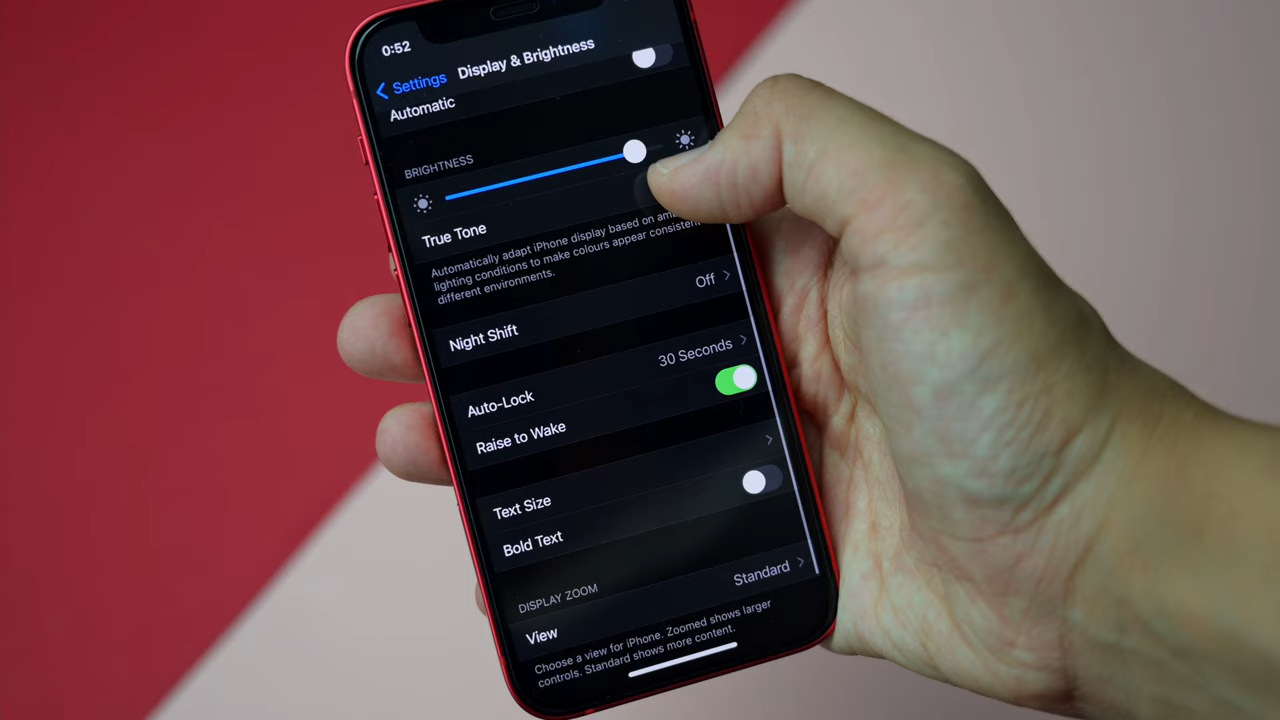 0:52
Settings
Display & Brightness
Automatic
BRIGHTNESS
True Tone
Automatically adapt iPhone display based on
lighting conditions to make colours appear
different environments.
Night Shift
Off
Auto-Lock
30 Seconds
Raise to Wake
Text Size
Bold Text
DISPLAY ZOOM
View
Standard
Choose a view for iPhone. Zoomed shows larger
controls. Standard shows more content.